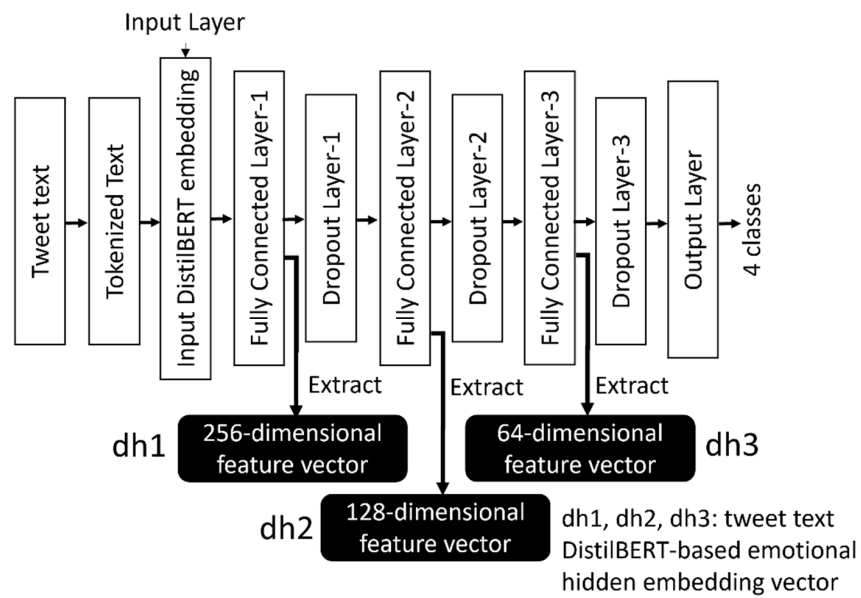 Input Layer
Tweet text
Tokenized Text
Input DistilBERT embedding
Fully Connected Layer-1
Dropout Layer-1
Fully Connected Layer-2
Dropout Layer-2
Fully Connected Layer-3
Dropout Layer-3
Output Layer
4 classes
Extract
Extract
Extract
dh1
256-dimensional
feature vector
64-dimensional
feature vector
dh3
dh2
128-dimensional
feature vector
dh1, dh2, dh3: tweet text
DistilBERT-based emotional
hidden embedding vector